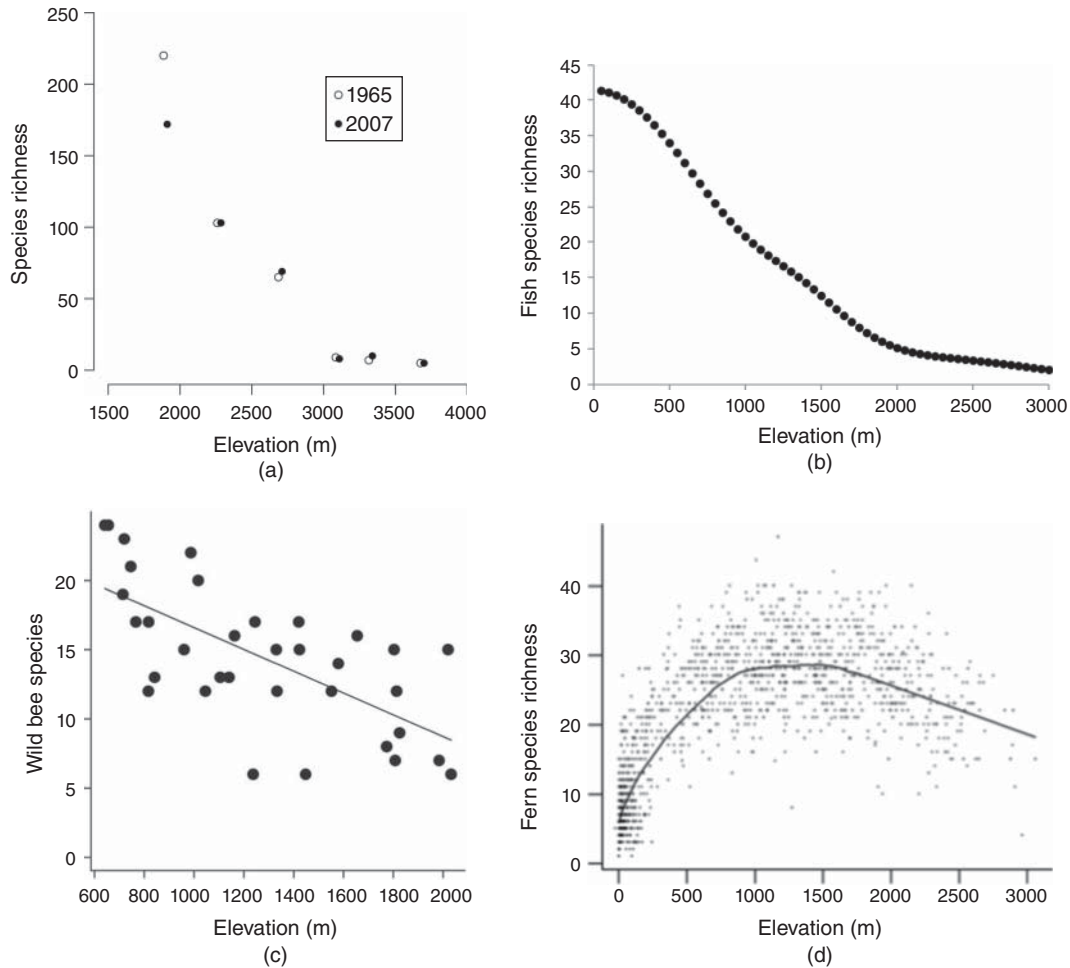 250
200
150
100
50
0
Species richness
1965
2007
1500 2000 2500 3000 3500 4000
Elevation (m)
(a)
45
40
35
30
25
20
15
10
5
0
Fish species richness
0 500 1000 1500 2000 2500 3000
Elevation (m)
(b)
20
15
10
5
0
Wild bee species
600 800 1000 1200 1400 1600 1800 2000
Elevation (m)
(c)
40
30
20
10
0
Fern species richness
0 500 1000 1500 2000 2500 3000
Elevation (m)
(d)